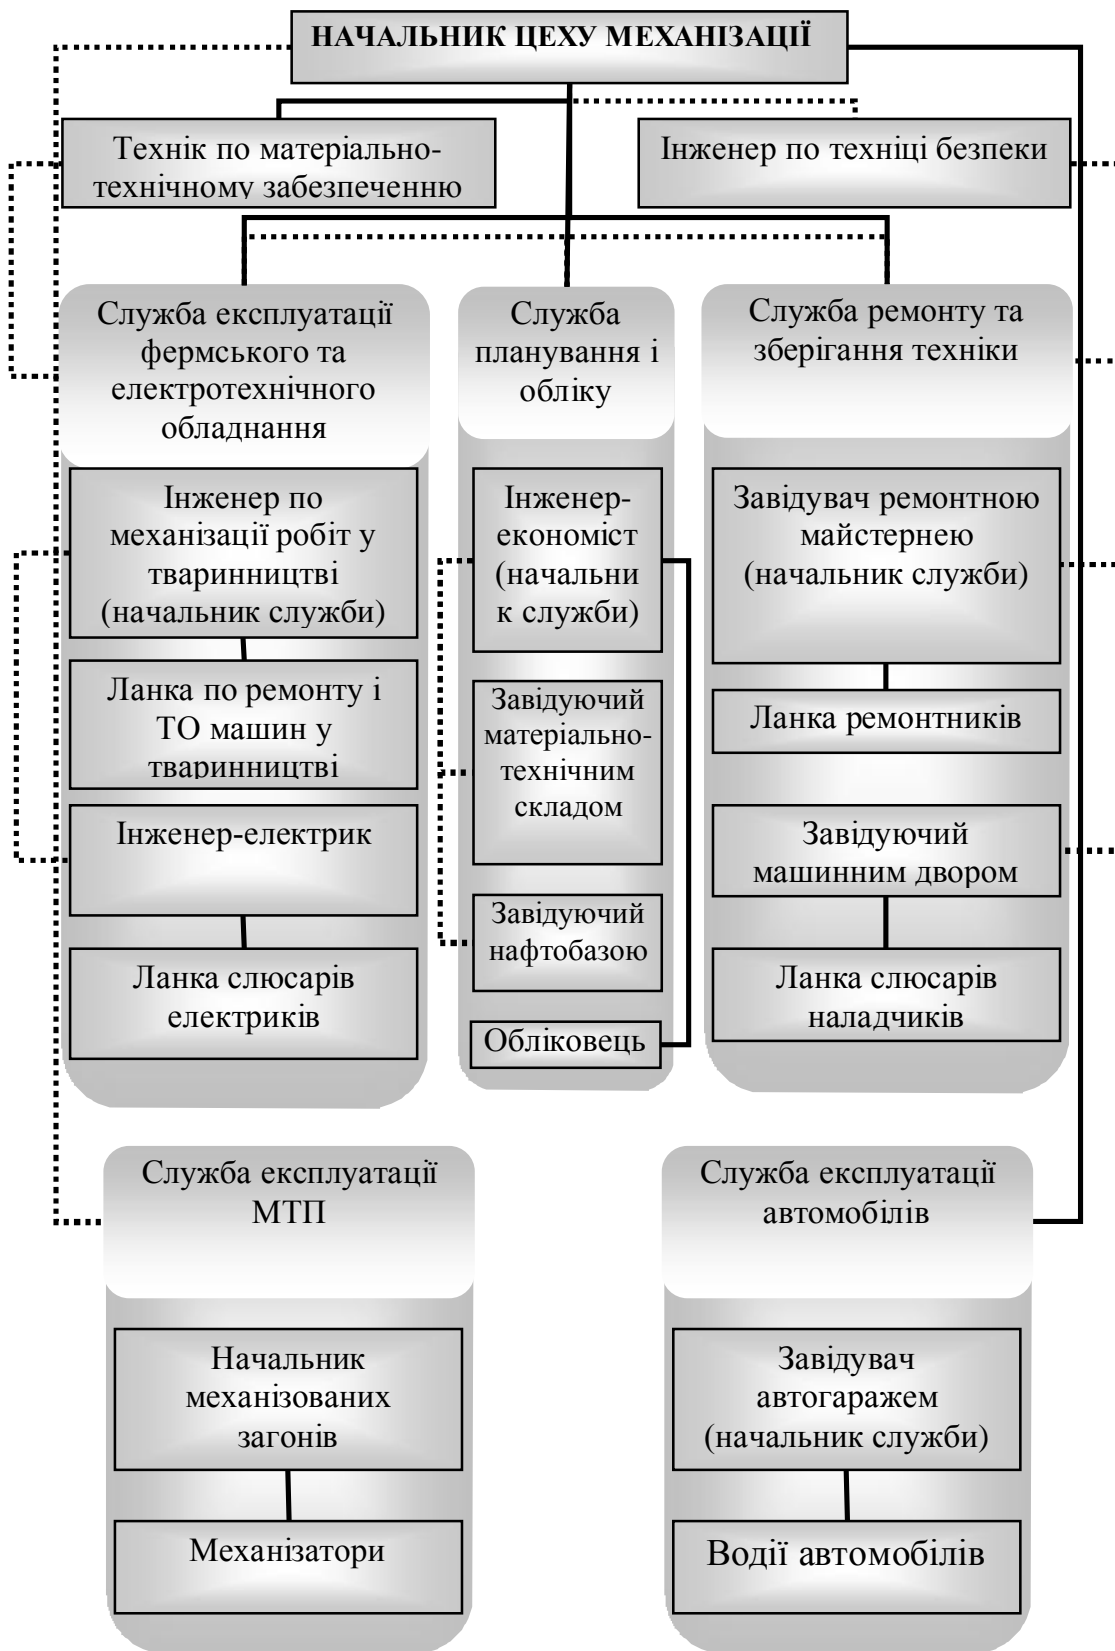 НАЧАЛЬНИК ЦЕХУ МЕХАНІЗАЦІЇ
Технік по матеріально-
технічному забезпеченню
Інженер по техніці безпеки
Служба експлуатації
фермського та
електротехнічного
обладнання
Інженер по
механізації робіт у
тваринництві
(начальник служби)
Ланка по ремонту і
ТО машин у
тваринництві
Інженер-електрик
Ланка слюсарів
електриків
Служба
планування і
обліку
Інженер-
економіст
(начальни
к служби)
Завідуючий
матеріально-
технічним
складом
Завідуючий
нафтобазою
Обліковець
Служба ремонту та
зберігання техніки
Завідувач ремонтною
майстернею
(начальник служби)
Ланка ремонтників
Завідуючий
машинним двором
Ланка слюсарів
наладчиків
Служба експлуатації
МТП
Начальник
механізованих
загонів
Механізатори
Служба експлуатації
автомобілів
Завідувач
автогаражем
(начальник служби)
Водії автомобілів